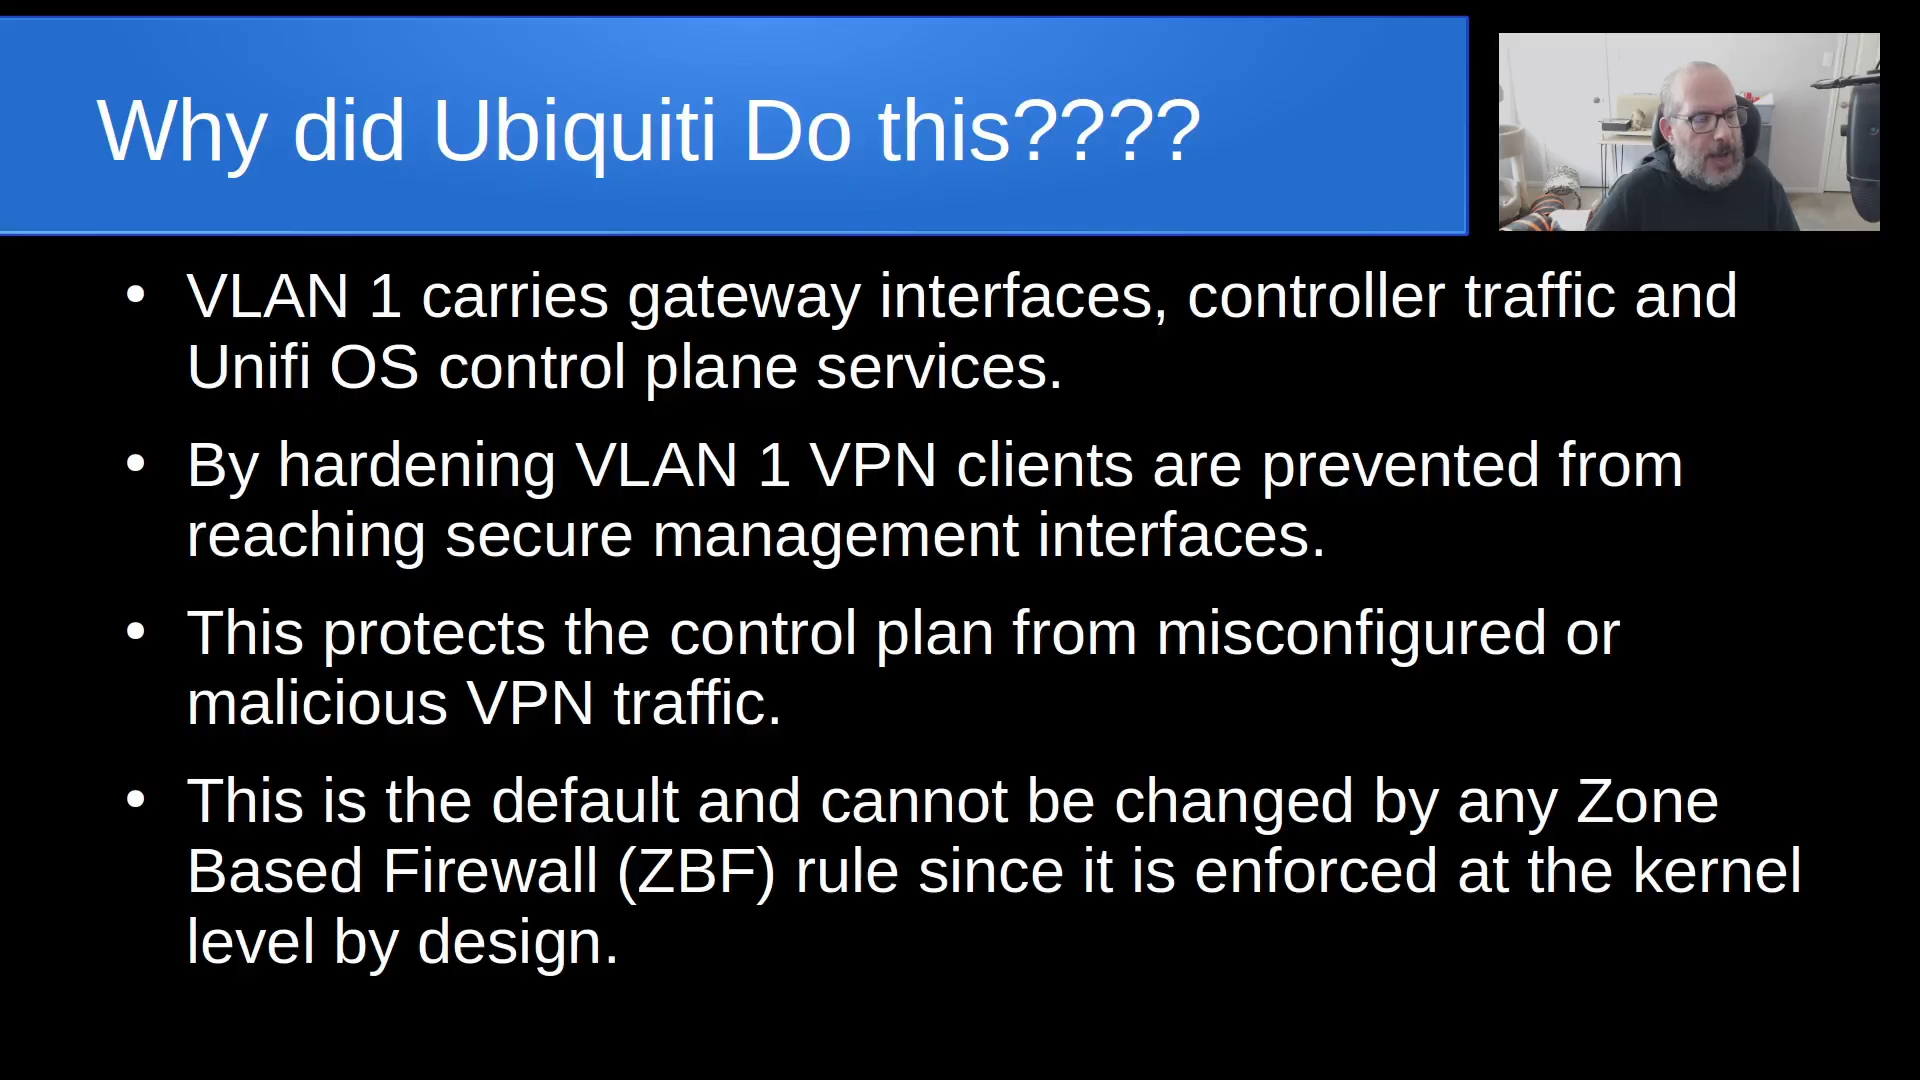 Why did Ubiquiti Do this????
• VLAN 1 carries gateway interfaces, controller traffic and
Unifi OS control plane services.
• By hardening VLAN 1 VPN clients are prevented from
reaching secure management interfaces.
• This protects the control plan from misconfigured or
malicious VPN traffic.
• This is the default and cannot be changed by any Zone
Based Firewall (ZBF) rule since it is enforced at the kernel
level by design.